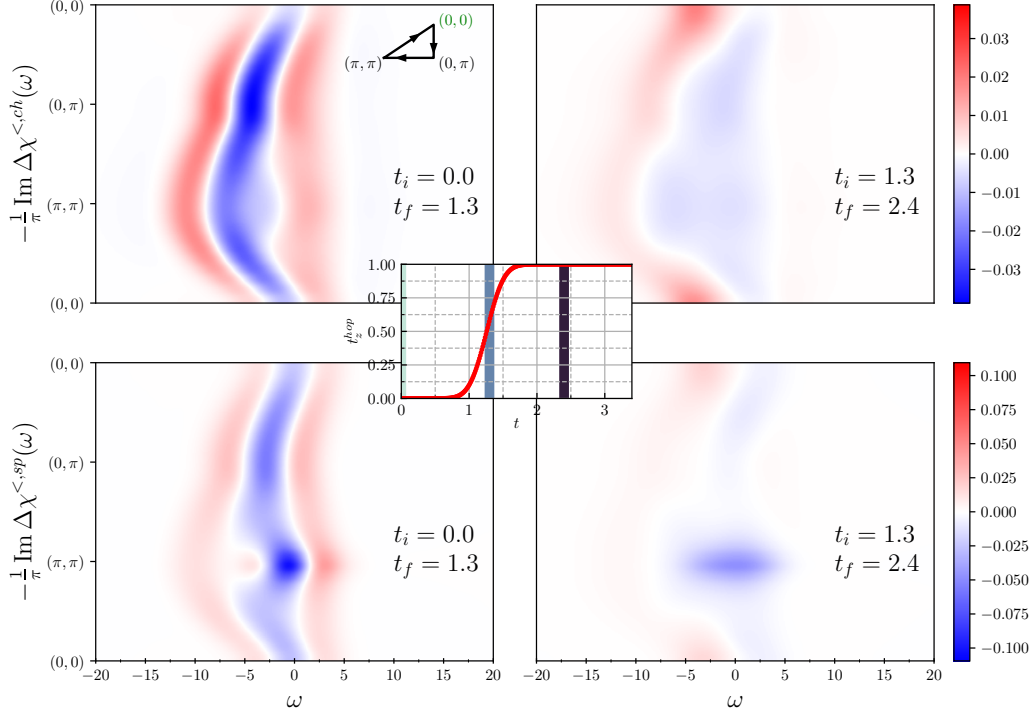 (0, 0)
(0, π)
(π, π)
(0, 0)
−1/π Im Δχ^{<,ch}(ω)
(0, 0)
(π, π)
(0, π)
t_i = 0.0
t_f = 1.3
t_i = 1.3
t_f = 2.4
0.03
0.02
0.01
0.00
−0.01
−0.02
−0.03
1.00
0.75
0.50
0.25
0.00
t_z^{hop}
0 1 2 3
t
(0, 0)
(0, π)
(π, π)
(0, 0)
−1/π Im Δχ^{<,sp}(ω)
t_i = 0.0
t_f = 1.3
t_i = 1.3
t_f = 2.4
0.100
0.075
0.050
0.025
0.000
−0.025
−0.050
−0.075
−0.100
−20 −15 −10 −5 0 5 10 15 20
ω
−20 −15 −10 −5 0 5 10 15 20
ω